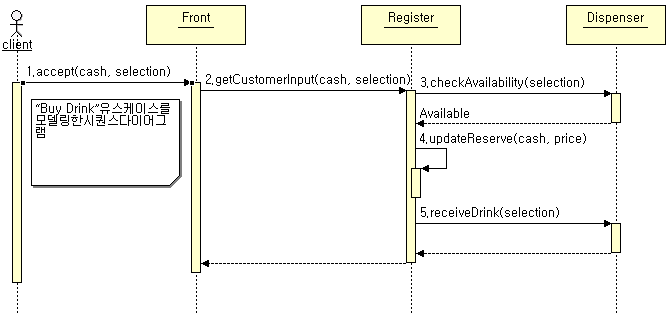 Front
Register
Dispenser
client
1.accept(cash, selection)
2.getCustomerInput(cash, selection)
3.checkAvailability(selection)
"Buy Drink"유스케이스를
모델링한시퀀스다이어그
램
Available
4.updateReserve(cash, price)
5.receiveDrink(selection)